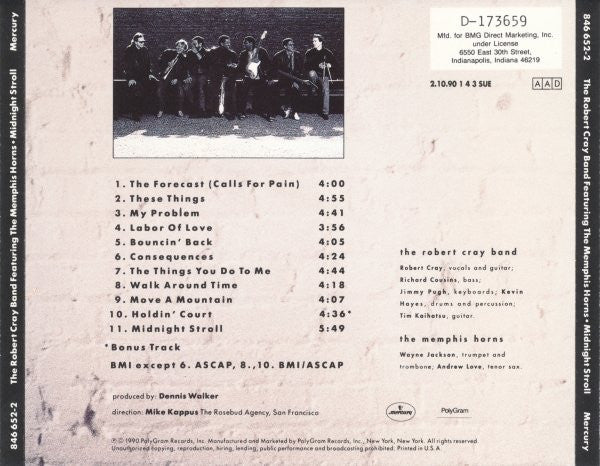 D-173659
Mfd. for BMG Direct Marketing, Inc.
under License
6550 East 30th Street,
Indianapolis, Indiana 46219
2.10.90 1 4 3 SUE
AAD
1. The Forecast (Calls For Pain) 4:00
2. These Things 4:55
3. My Problem 4:41
4. Labor Of Love 3:56
5. Bouncin' Back 4:05
6. Consequences 4:24
7. The Things You Do To Me 4:44
8. Walk Around Time 4:18
9. Move A Mountain 4:07
10. Holdin' Court 4:36*
11. Midnight Stroll 5:49
*Bonus Track
BMI except 6. ASCAP, 8.,10. BMI/ASCAP
produced by: Dennis Walker
direction: Mike Kappus The Rosebud Agency, San Francisco
the robert cray band
Robert Cray; vocals and guitar;
Richard Cousins, bass;
Jimmy Pugh, keyboards; Kevin
Hayes, drums and percussion;
Tim Kaihatsu, guitar.
the memphis horns
Wayne Jackson, trumpet and
trombone; Andrew Love, tenor sax.
mercury
PolyGram
℗ © 1990 PolyGram Records, Inc. Manufactured and Marketed by PolyGram Records, Inc., New York, New York. All rights reserved.
Unauthorized copying, reproduction, hiring, lending, public performance and broadcasting prohibited. Printed in U.S.A.
846 652-2 The Robert Cray Band Featuring The Memphis Horns • Midnight Stroll Mercury
846 652-2 The Robert Cray Band Featuring The Memphis Horns • Midnight Stroll Mercury